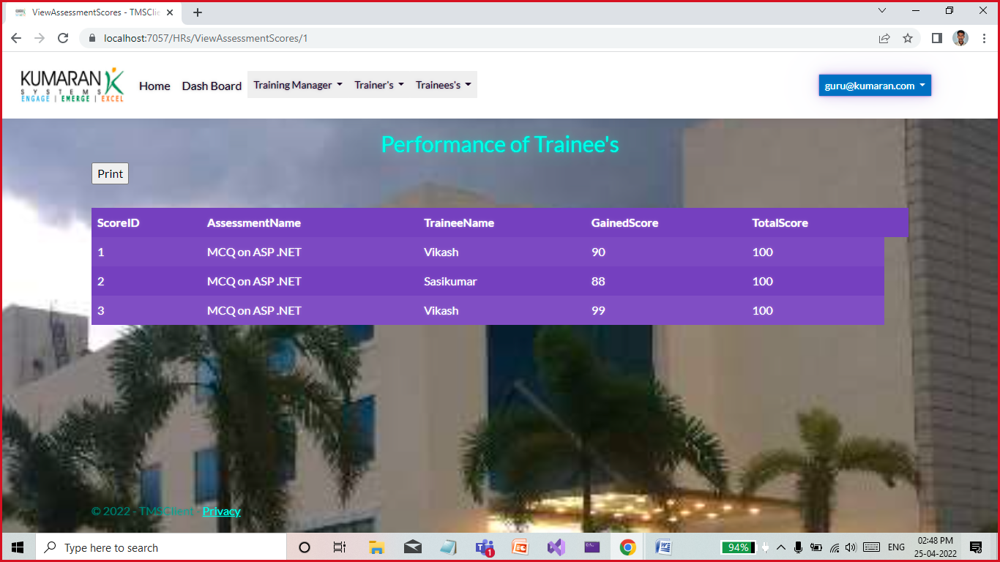 ViewAssessmentScores - TMSClie
localhost:7057/HRs/ViewAssessmentScores/1
KUMARAN
SYSTEMS
ENGAGE | EMERGE | EXCEL
Home Dash Board Training Manager Trainer's Trainees's guru@kumaran.com
Performance of Trainee's
Print
ScoreID AssessmentName TraineeName GainedScore TotalScore
1 MCQ on ASP .NET Vikash 90 100
2 MCQ on ASP .NET Sasikumar 88 100
3 MCQ on ASP .NET Vikash 99 100
© 2022 - TMSClient - Privacy
Type here to search
1
94%
ENG
02:48 PM
25-04-2022